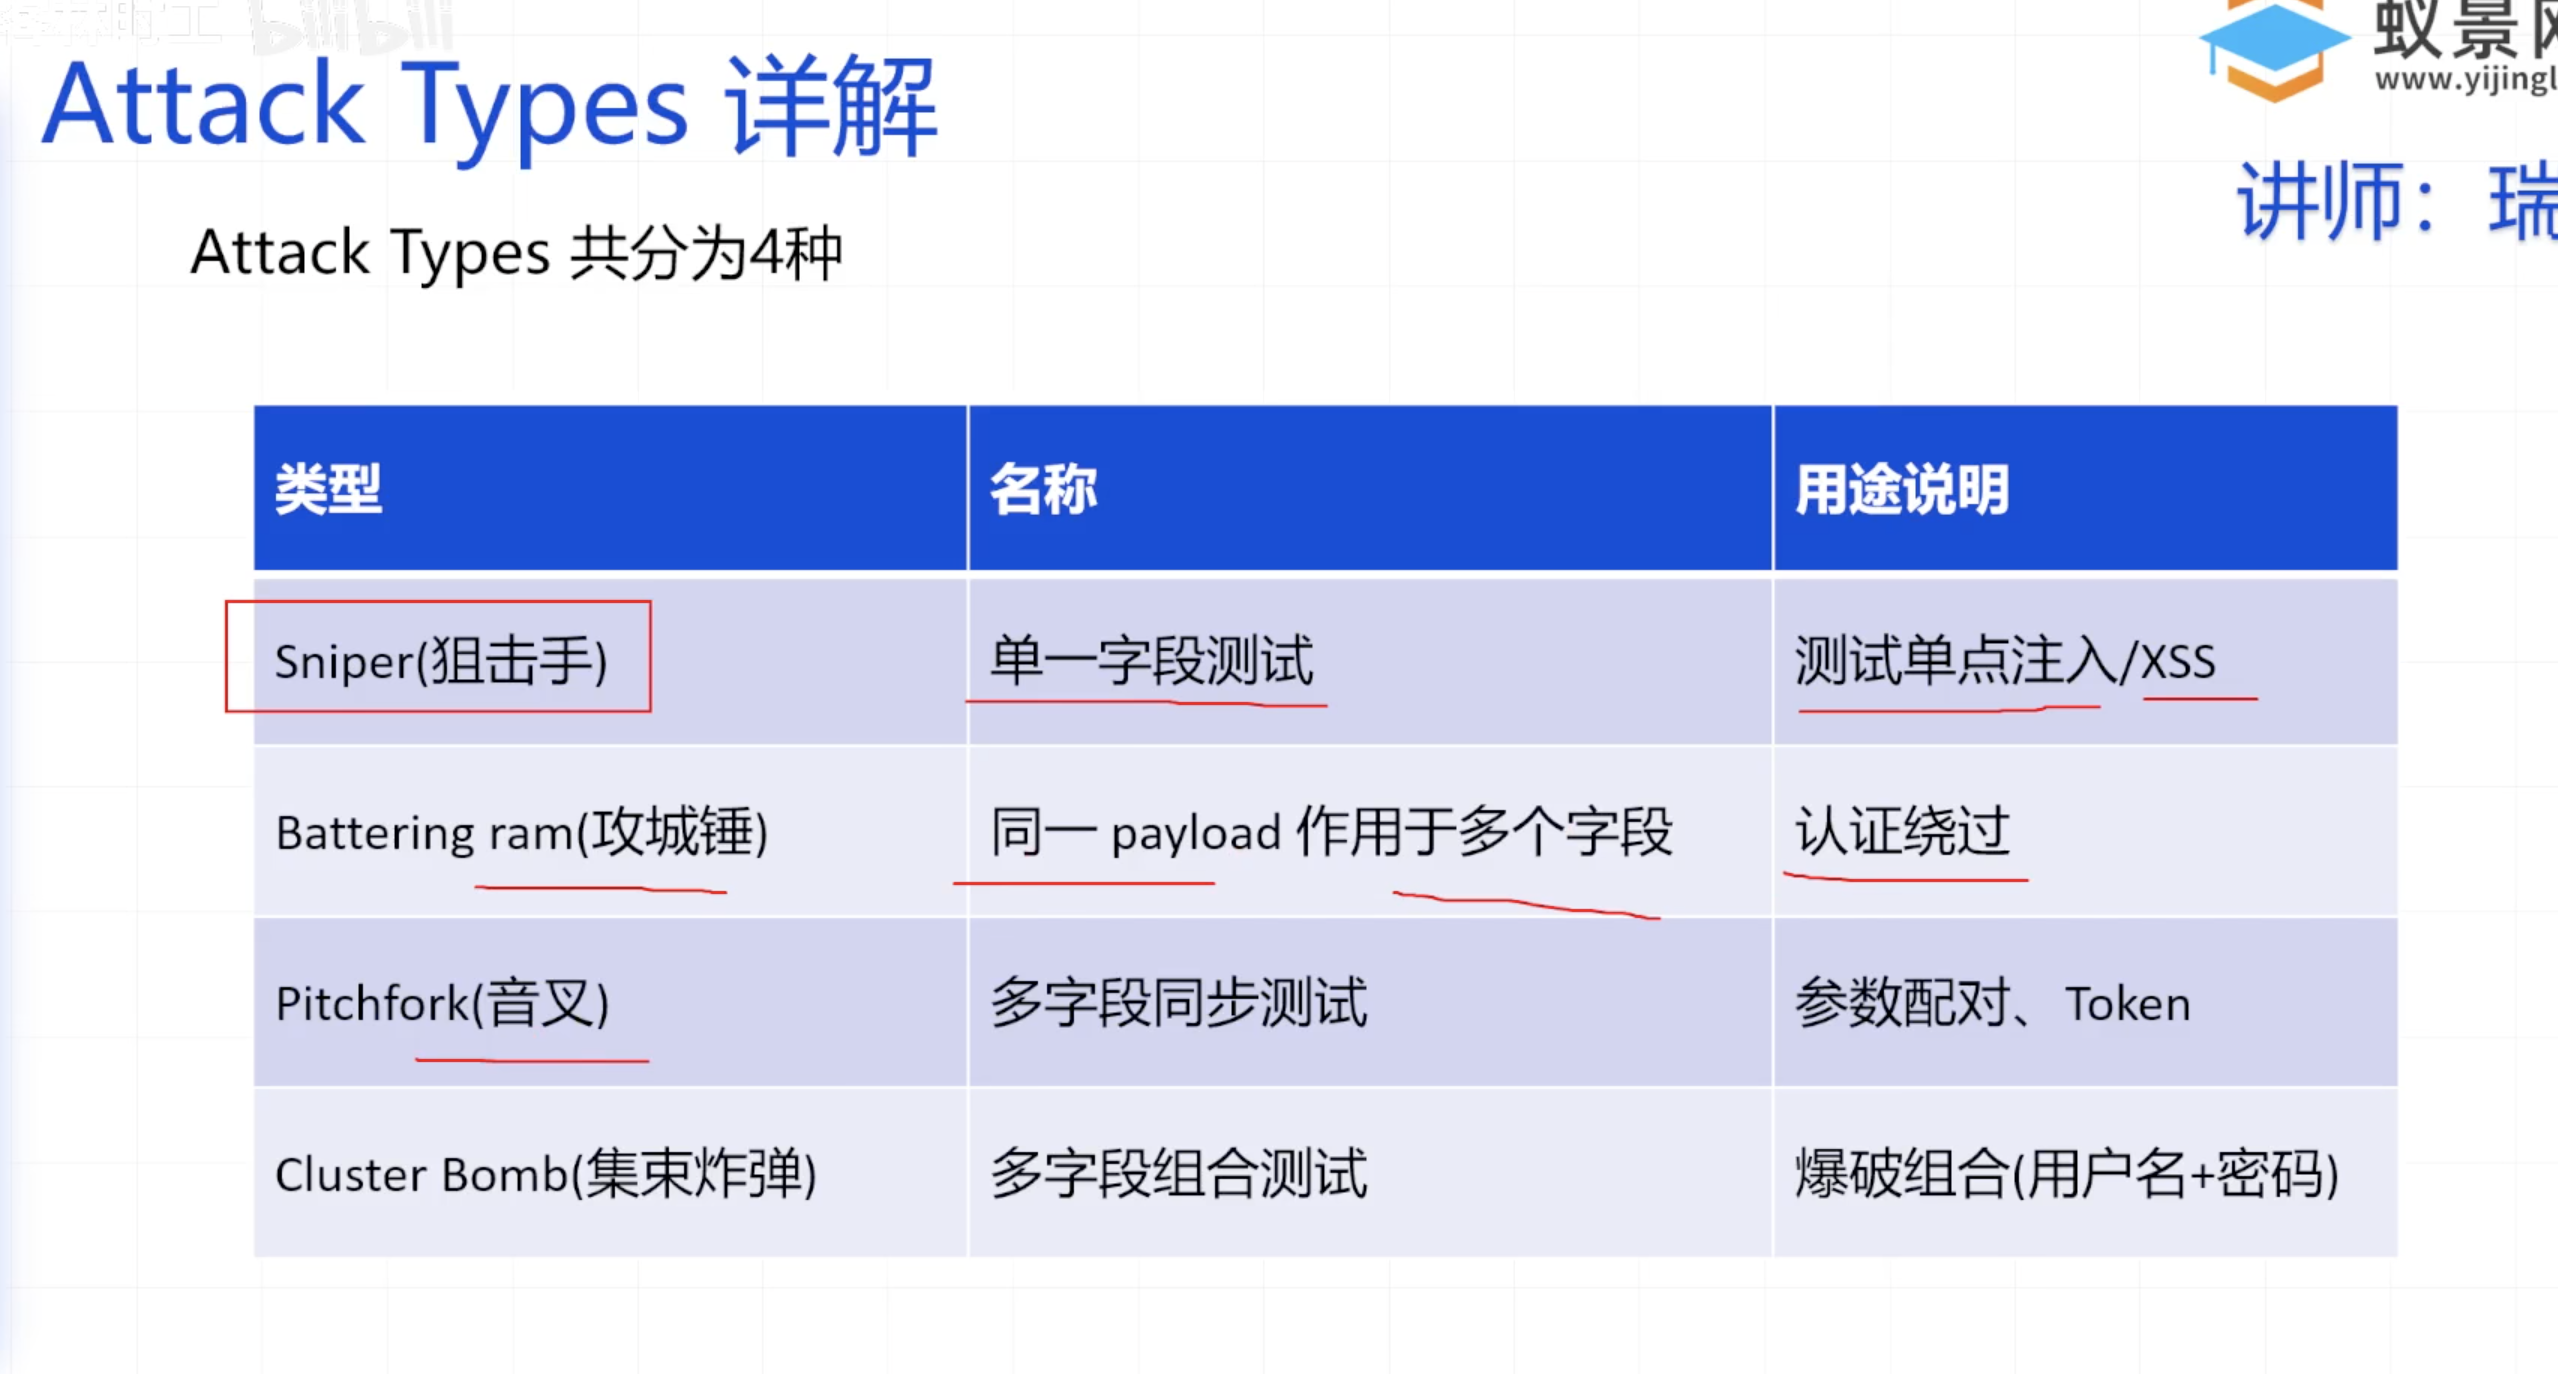 bilibili
Attack Types 详解
蚁景网
www.yijingl
讲师：瑞
Attack Types 共分为4种
类型 名称 用途说明
Sniper(狙击手) 单一字段测试 测试单点注入/XSS
Battering ram(攻城锤) 同一 payload 作用于多个字段 认证绕过
Pitchfork(音叉) 多字段同步测试 参数配对、Token
Cluster Bomb(集束炸弹) 多字段组合测试 爆破组合(用户名+密码)